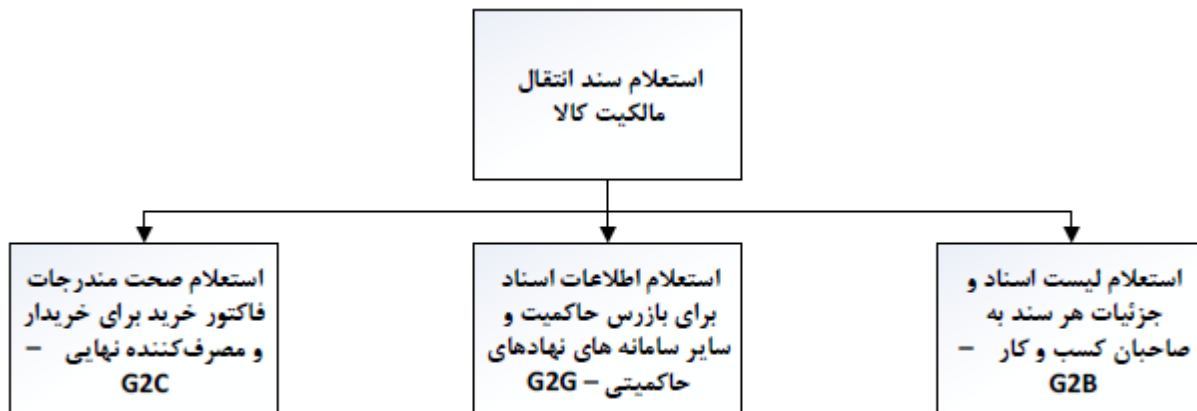 استعلام سند انتقال
مالکیت کالا
استعلام لیست اسناد و
جزئیات هر سند به
صاحبان کسب و کار –
G2B
استعلام اطلاعات اسناد
برای بازرس حاکمیت و
سایر سامانه های نهادهای
حاکمیتی – G2G
استعلام صحت مندرجات
فاکتور خرید برای خریدار
و مصرف‌کننده نهایی –
G2C